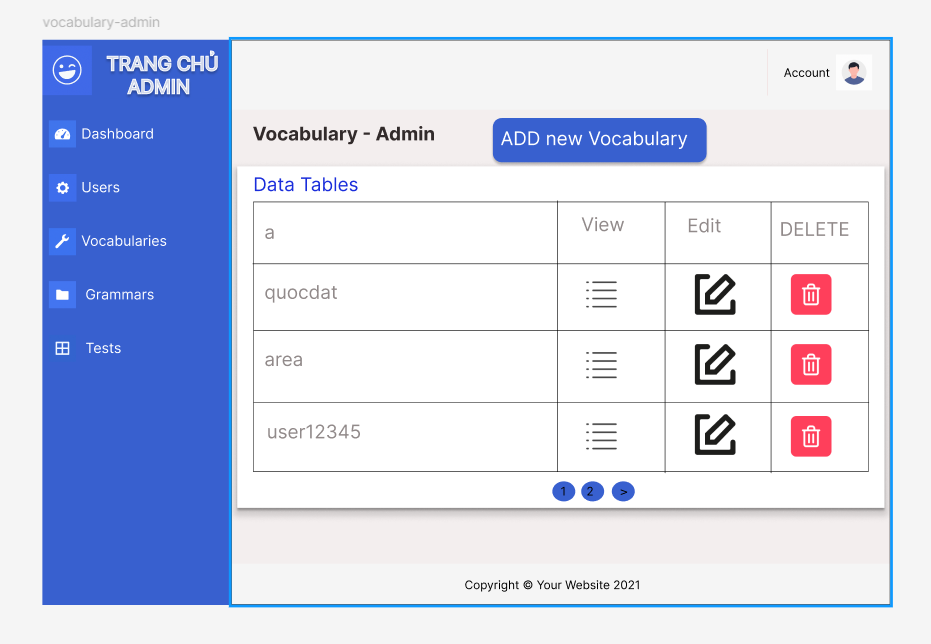 vocabulary-admin
TRANG CHỦ
ADMIN
Account
Dashboard
Users
Vocabularies
Grammars
Tests
Vocabulary - Admin
ADD new Vocabulary
Data Tables
a View Edit DELETE
quocdat
area
user12345
1 2 >
Copyright © Your Website 2021